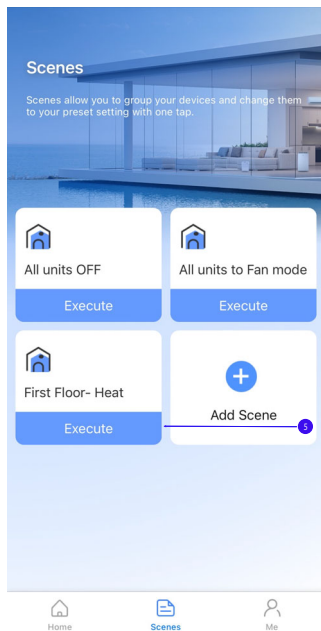 Scenes
Scenes allow you to group your devices and change them
to your preset setting with one tap.
All units OFF
All units to Fan mode
Execute
Execute
First Floor- Heat
Add Scene
Execute
5
Home
Scenes
Me